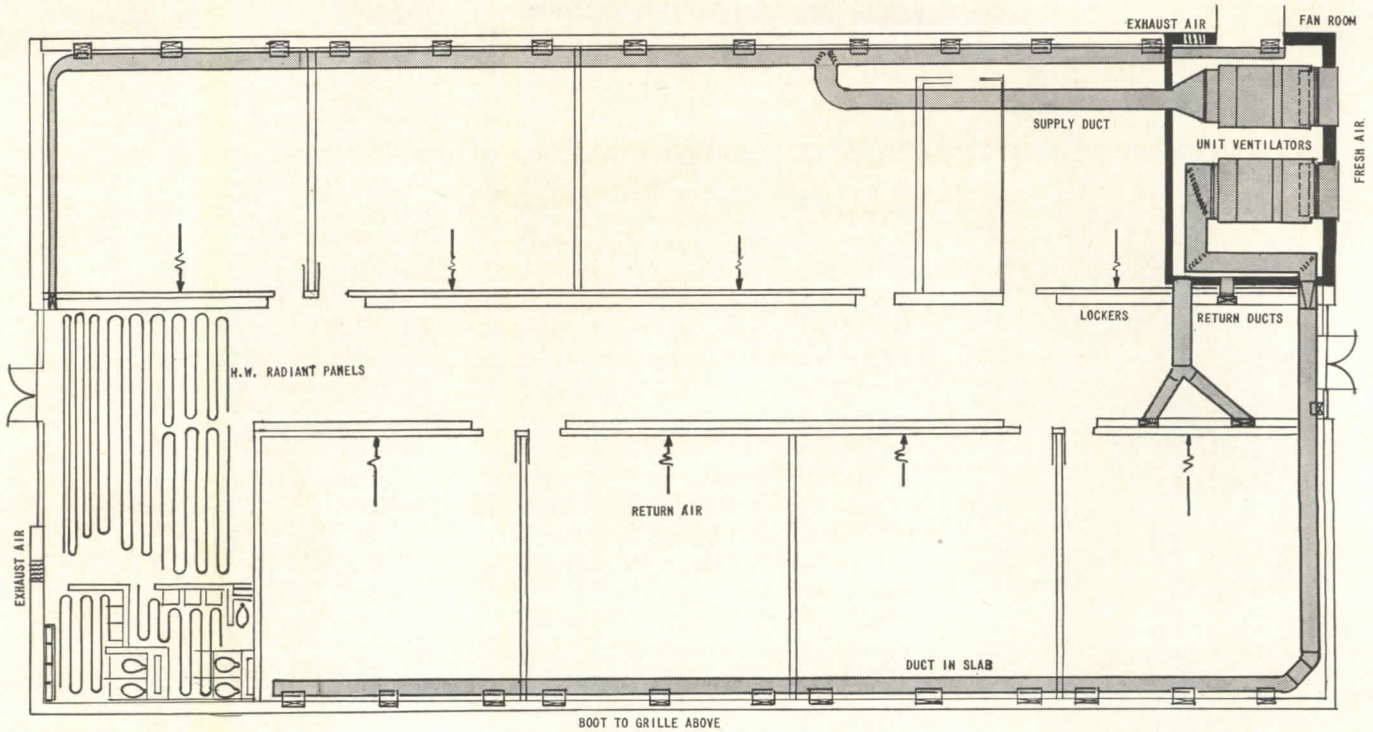 EXHAUST AIR
FAN ROOM
SUPPLY DUCT
UNIT VENTILATORS
FRESH AIR
LOCKERS
RETURN DUCTS
H.W. RADIANT PANELS
RETURN AIR
EXHAUST AIR
DUCT IN SLAB
BOOT TO GRILLE ABOVE